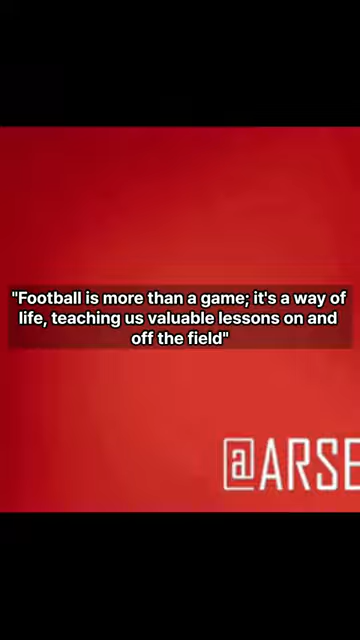 "Football is more than a game; it's a way of
life, teaching us valuable lessons on and
off the field"
@ARSE